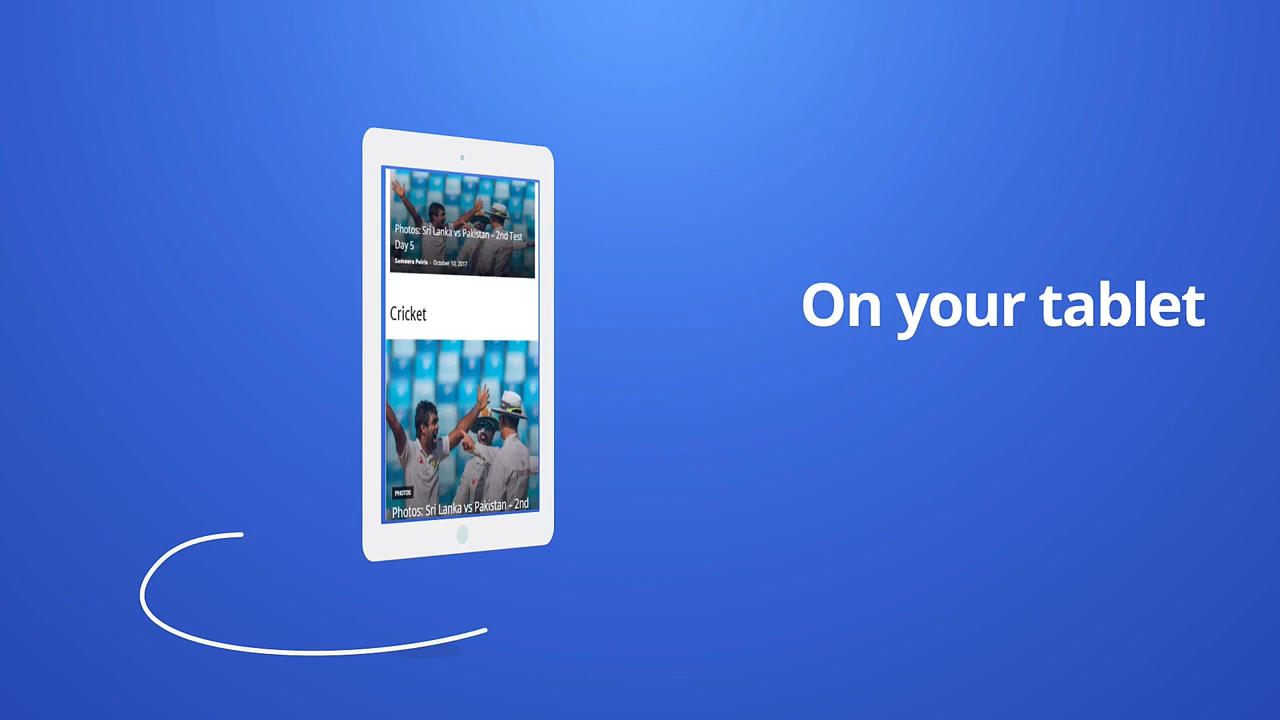 Photos: Sri Lanka vs Pakistan – 2nd Test
Day 5
Sameera Peiris - October 10, 2017
Cricket
PHOTOS
Photos: Sri Lanka vs Pakistan – 2nd
On your tablet